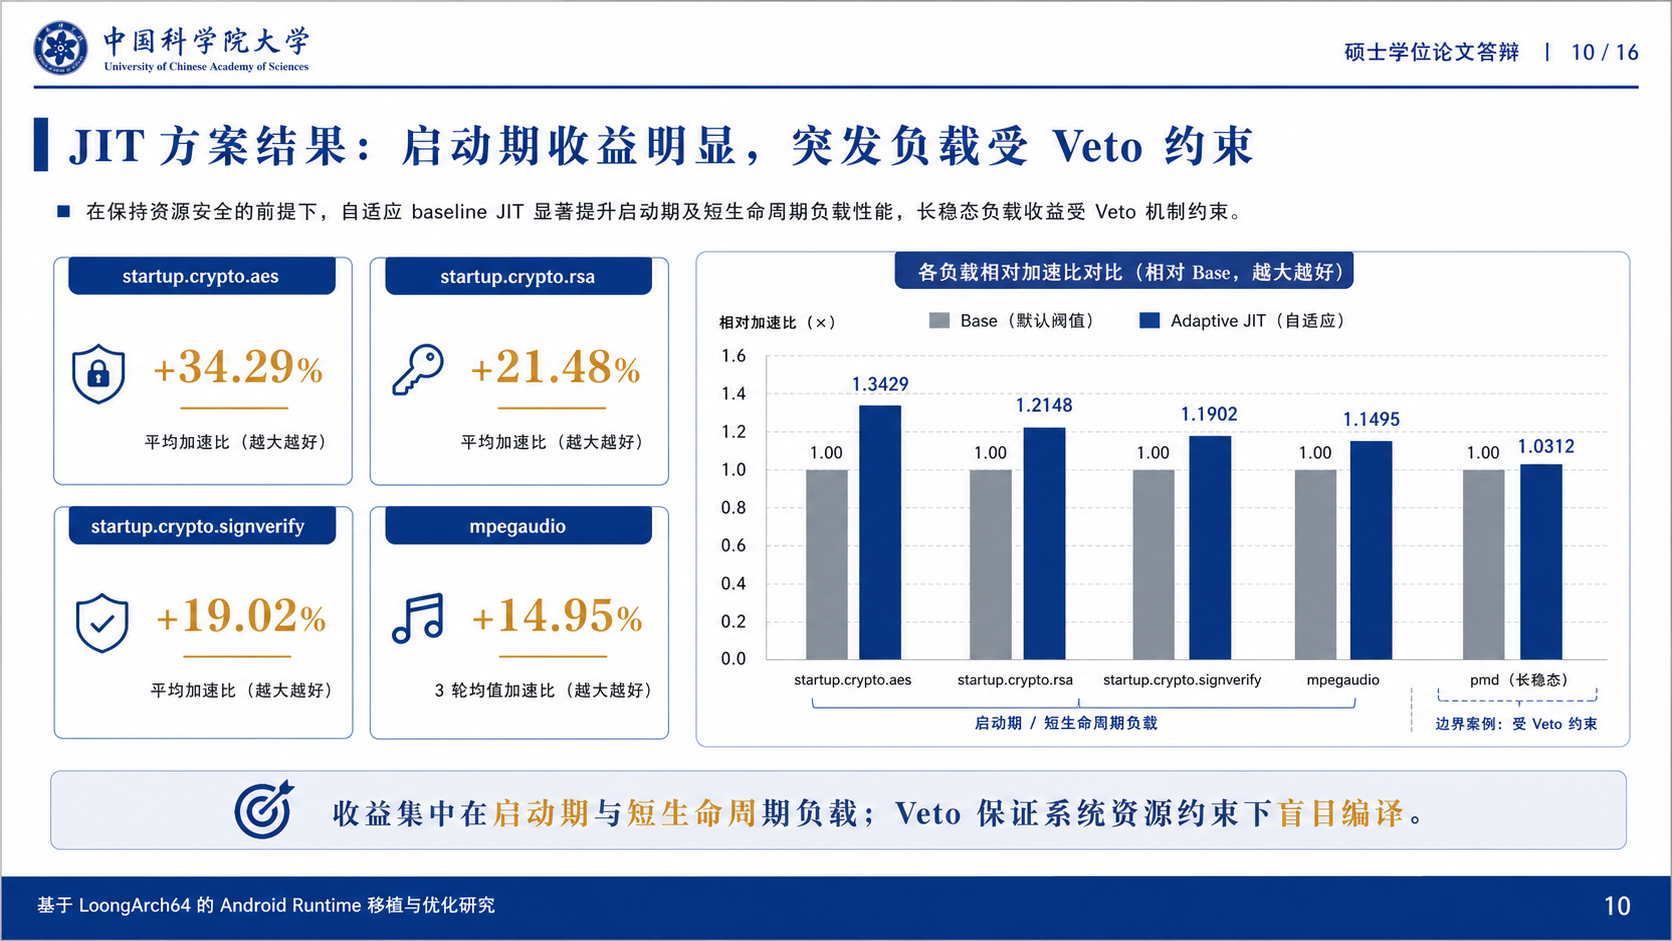 中国科学院大学
University of Chinese Academy of Sciences
硕士学位论文答辩 | 10 / 16
JIT 方案结果：启动期收益明显，突发负载受 Veto 约束
在保持资源安全的前提下，自适应 baseline JIT 显著提升启动期及短生命周期负载性能，长稳态负载收益受 Veto 机制约束。
startup.crypto.aes
+34.29%
平均加速比（越大越好）
startup.crypto.rsa
+21.48%
平均加速比（越大越好）
startup.crypto.signverify
+19.02%
平均加速比（越大越好）
mpegaudio
+14.95%
3 轮均值加速比（越大越好）
各负载相对加速比对比（相对 Base，越大越好）
相对加速比（×）
Base（默认阀值）
Adaptive JIT（自适应）
1.6
1.4
1.2
1.0
0.8
0.6
0.4
0.2
0.0
1.00
1.3429
1.00
1.2148
1.00
1.1902
1.00
1.1495
1.00
1.0312
startup.crypto.aes
startup.crypto.rsa
startup.crypto.signverify
mpegaudio
pmd（长稳态）
启动期 / 短生命周期负载
边界案例：受 Veto 约束
收益集中在启动期与短生命周期负载；Veto 保证系统资源约束下盲目编译。
基于 LoongArch64 的 Android Runtime 移植与优化研究
10